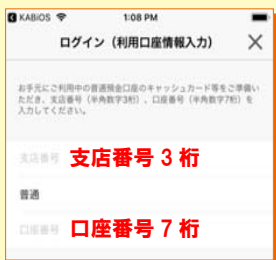 KABIOS 1:08 PM
ログイン（利用口座情報入力）
お手元にご利用中の普通預金口座のキャッシュカード等をご準備い
ただき、支店番号（半角数字3桁）、口座番号（半角数字7桁）を
入力してください。
支店番号 支店番号 3 桁
普通
口座番号 口座番号 7 桁